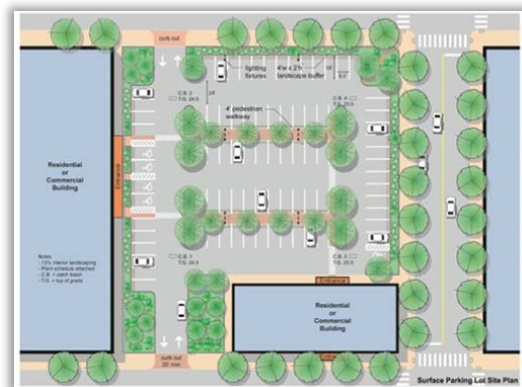 curb cut
lighting
fixtures
4'w x 2'h
landscape buffer
18'
8.5'
24'
C.B. 2
T.G. 24.5
C.B. 4
T.G. 25.0
4' pedestrian
walkway
Residential
or
Commercial
Building
Entrance
Notes
- 10% interior landscaping
- Plant schedule attached
- C.B. = catch basin
- T.G. = top of grade
C.B. 1
T.G. 24.0
C.B. 3
Entrance
Residential
or
Commercial
Building
curb cut
20' min.
Surface Parking Lot Site Plan